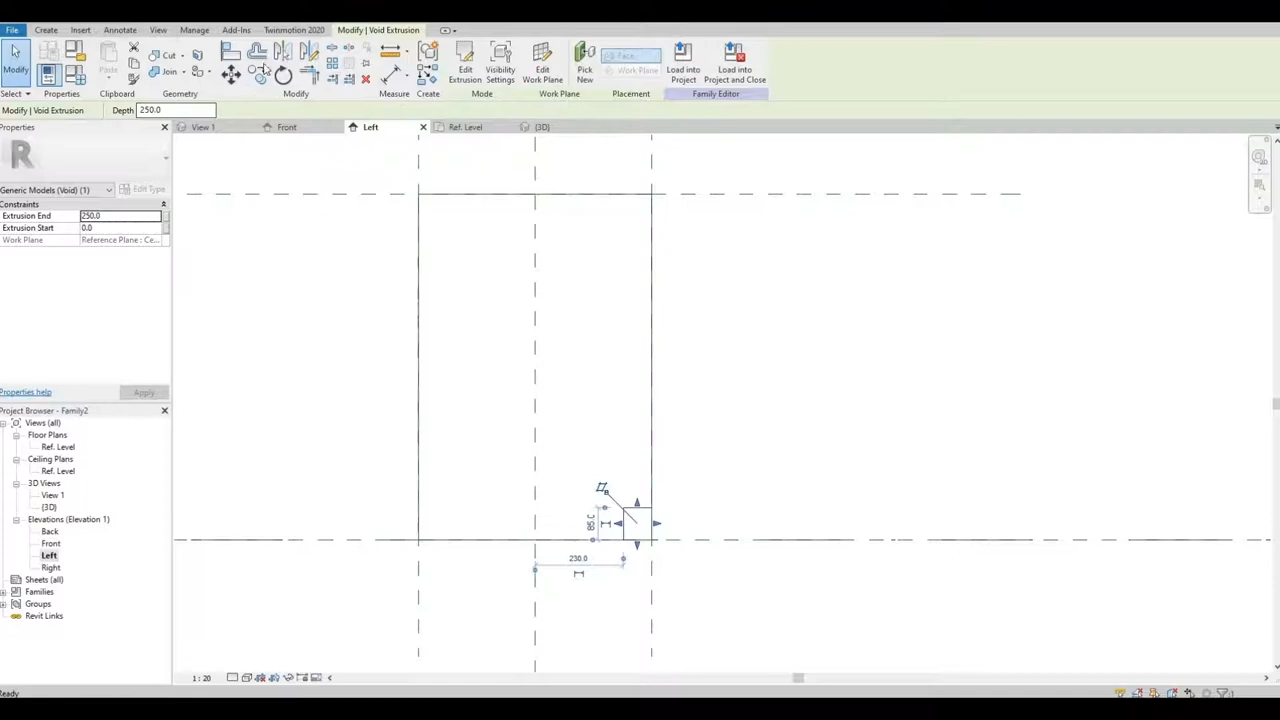 File Create Insert Annotate View Manage Add-Ins Twinmotion 2020 Modify | Void Extrusion
Modify Paste Cut Join Edit Extrusion Visibility Settings Edit Work Plane Pick New Face Work Plane Load into Project Load into Project and Close
Select Properties Clipboard Geometry Modify Measure Create Mode Work Plane Placement Family Editor
Modify | Void Extrusion Depth 250.0
Properties View 1 Front Left Ref. Level {3D}
R
Generic Models (Void) (1) Edit Type
Constraints
Extrusion End 250.0
Extrusion Start 0.0
Work Plane Reference Plane : Ce...
Properties help Apply
Project Browser - Family2
Views (all)
Floor Plans
Ref. Level
Ceiling Plans
Ref. Level
3D Views
View 1
{3D}
Elevations (Elevation 1)
Back
Front
Left
Right
Sheets (all)
Families
Groups
Revit Links
230.0
1 : 20
Ready